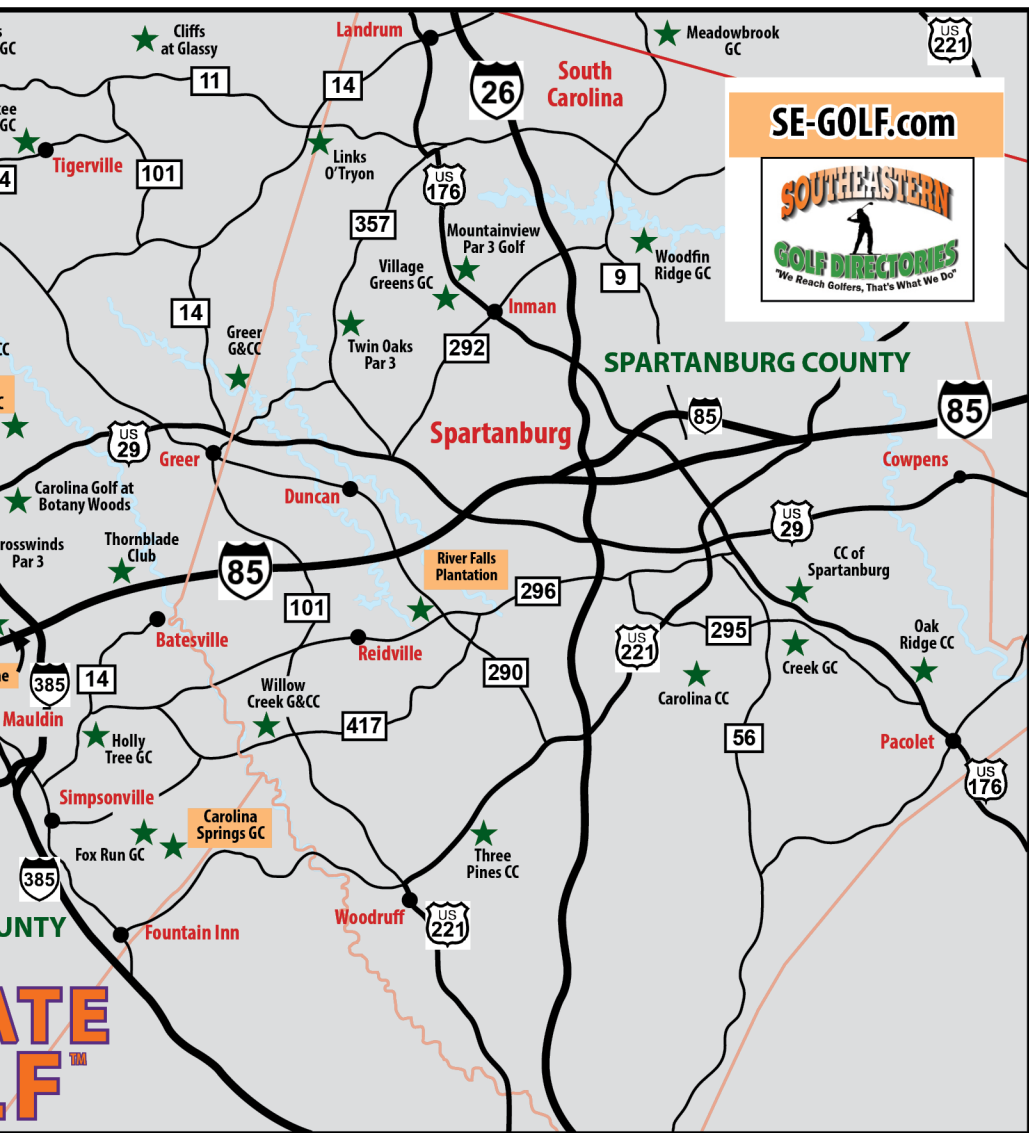 GC
Cliffs
at Glassy
Landrum
Meadowbrook
GC
US
221
11
14
26
South
Carolina
SE-GOLF.com
GC
Tigerville
4
101
Links
O'Tryon
US
176
SOUTHEASTERN
GOLF DIRECTORIES
"We Reach Golfers, That's What We Do"
357
Mountainview
Par 3 Golf
Village
Greens GC
Woodfin
Ridge GC
9
14
Inman
Greer
G&CC
Twin Oaks
Par 3
292
SPARTANBURG COUNTY
85
85
US
29
Spartanburg
Greer
Cowpens
Carolina Golf at
Botany Woods
Duncan
US
29
rosswinds
Par 3
Thornblade
Club
85
River Falls
Plantation
CC of
Spartanburg
296
101
Batesville
Reidville
US
221
295
Oak
Ridge CC
Creek GC
385
14
290
Carolina CC
Willow
Creek G&CC
Mauldin
417
56
Pacolet
Holly
Tree GC
US
176
Simpsonville
Carolina
Springs GC
Fox Run GC
Three
Pines CC
385
Woodruff
US
221
UNTY
Fountain Inn
ATE
LF™